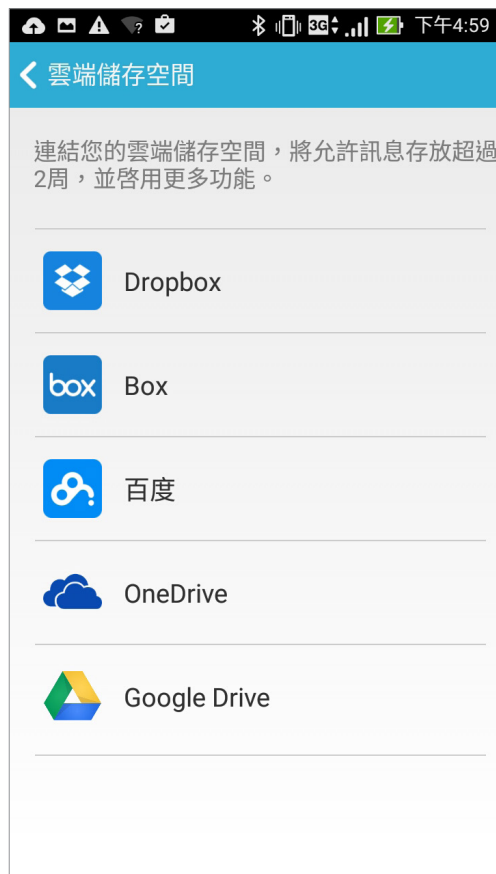 3G 下午4:59
雲端儲存空間
連結您的雲端儲存空間，將允許訊息存放超過
2周，並啓用更多功能。
Dropbox
box Box
百度
OneDrive
Google Drive